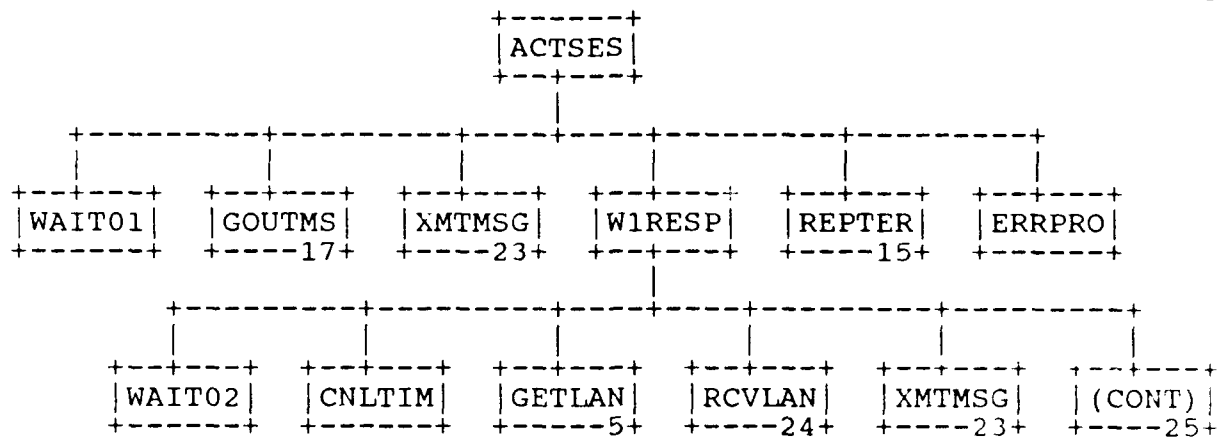 ACTSES
WAIT01 GOUTMS XMTMSG W1RESP REPTER ERRPRO
17 23 15
WAIT02 CNLTIM GETLAN RCVLAN XMTMSG (CONT)
5 24 23 25